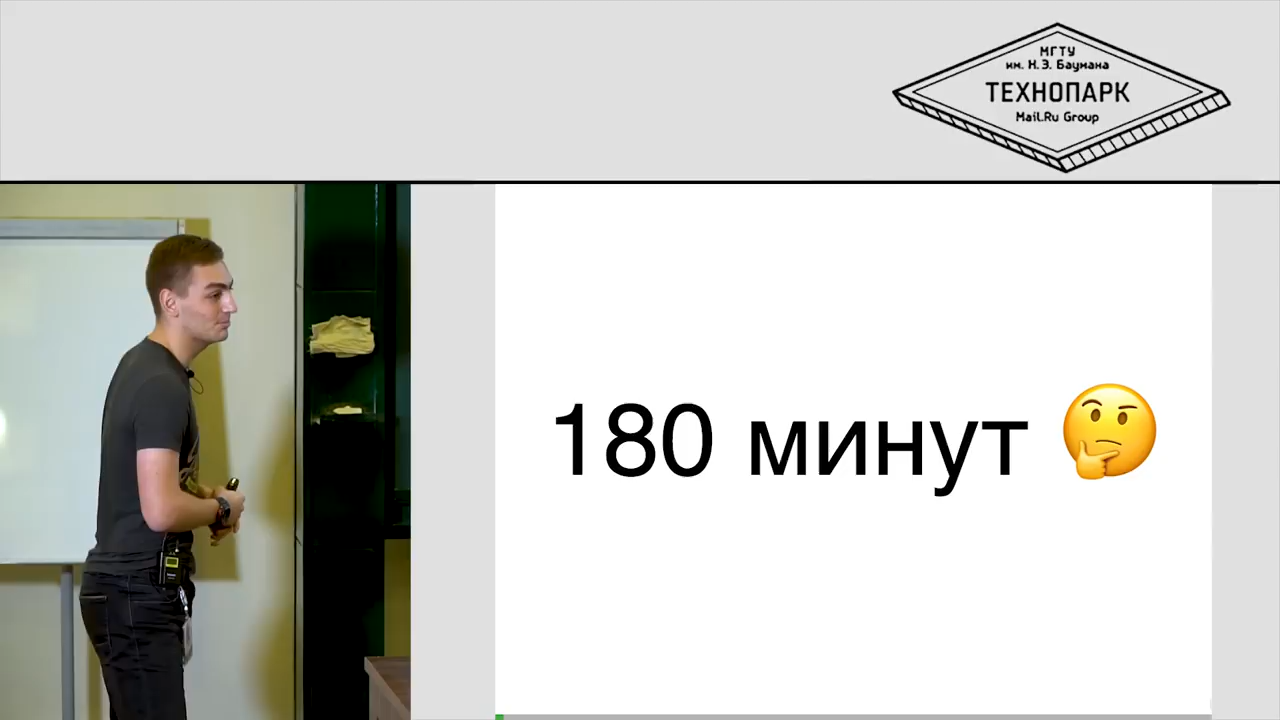 МГТУ
им. Н.Э. Баумана
ТЕХНОПАРК
Mail.Ru Group
180 минут 🤔